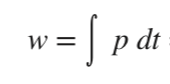 w = ∫ p dt